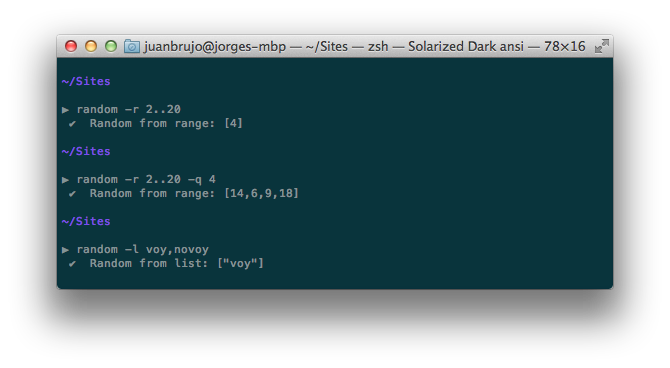 juanbrujo@jorges-mbp — ~/Sites — zsh — Solarized Dark ansi — 78×16
~/Sites
▶ random -r 2..20
✔ Random from range: [4]
~/Sites
▶ random -r 2..20 -q 4
✔ Random from range: [14,6,9,18]
~/Sites
▶ random -l voy,novoy
✔ Random from list: ["voy"]